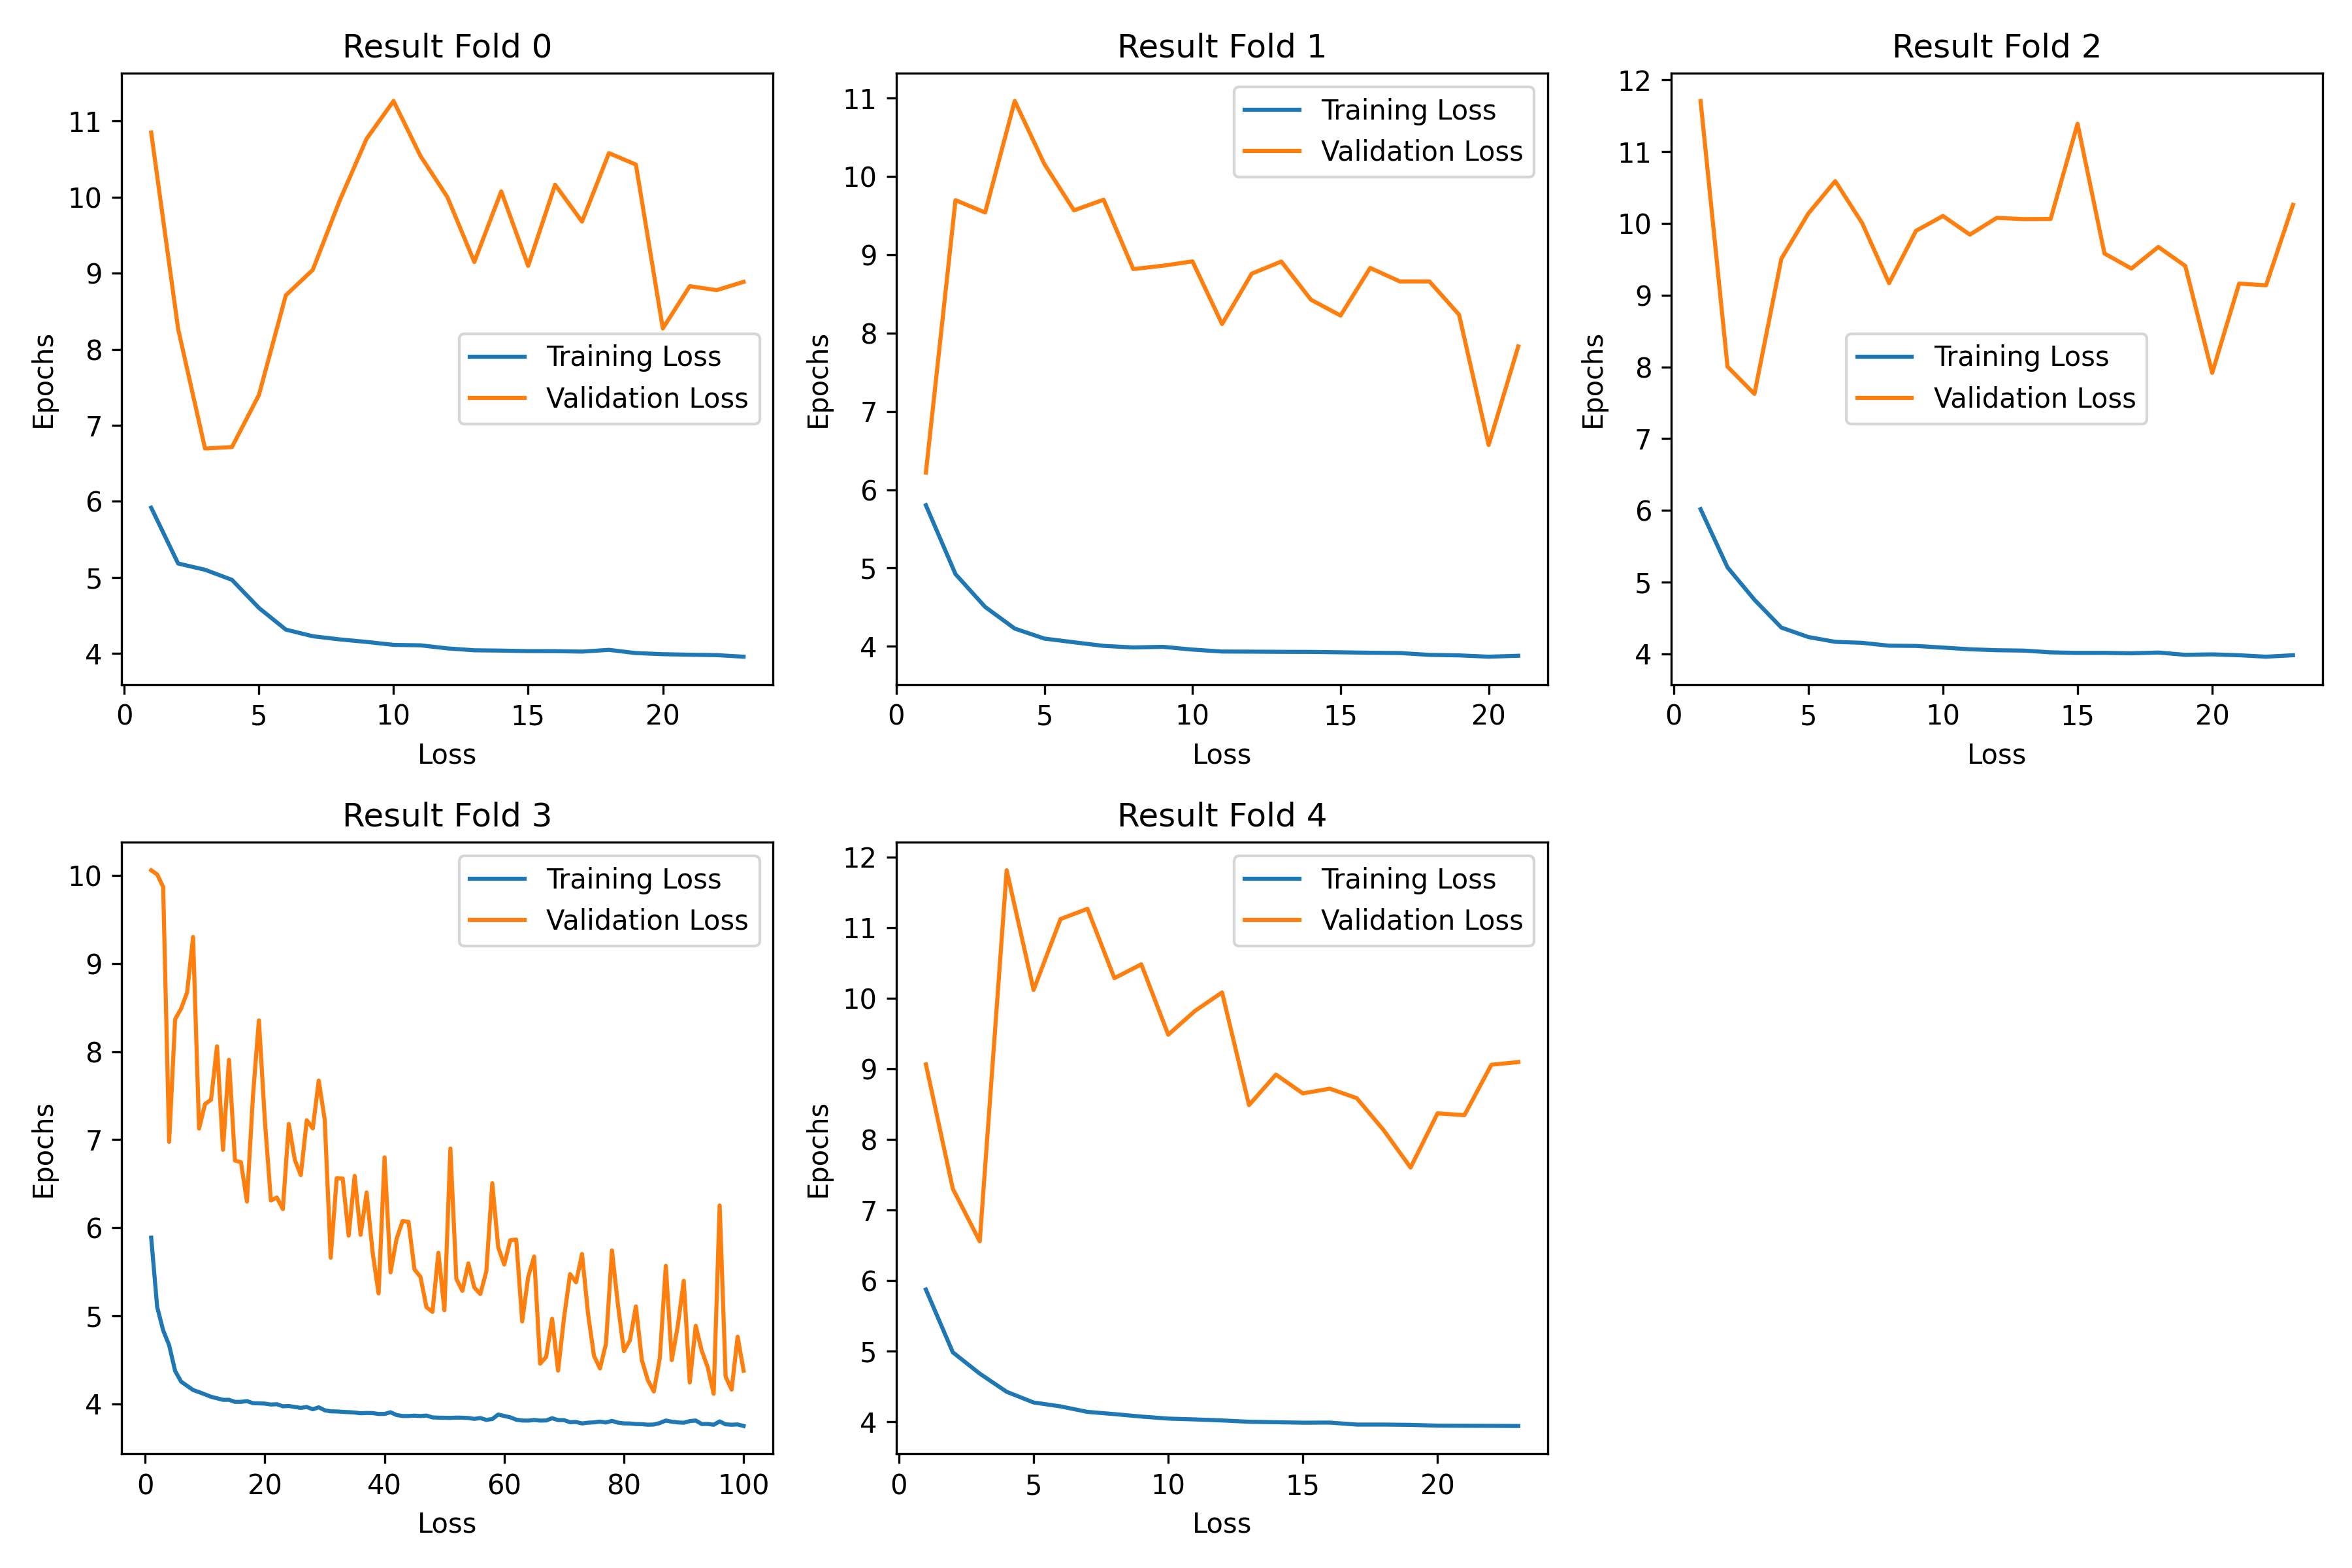 Result Fold 0
11
10
9
8
7
6
5
4
Epochs
Training Loss
Validation Loss
0 5 10 15 20
Loss
Result Fold 1
11
10
9
8
7
6
5
4
Epochs
Training Loss
Validation Loss
0 5 10 15 20
Loss
Result Fold 2
12
11
10
9
8
7
6
5
4
Epochs
Training Loss
Validation Loss
0 5 10 15 20
Loss
Result Fold 3
10
9
8
7
6
5
4
Epochs
Training Loss
Validation Loss
0 20 40 60 80 100
Loss
Result Fold 4
12
11
10
9
8
7
6
5
4
Epochs
Training Loss
Validation Loss
0 5 10 15 20
Loss